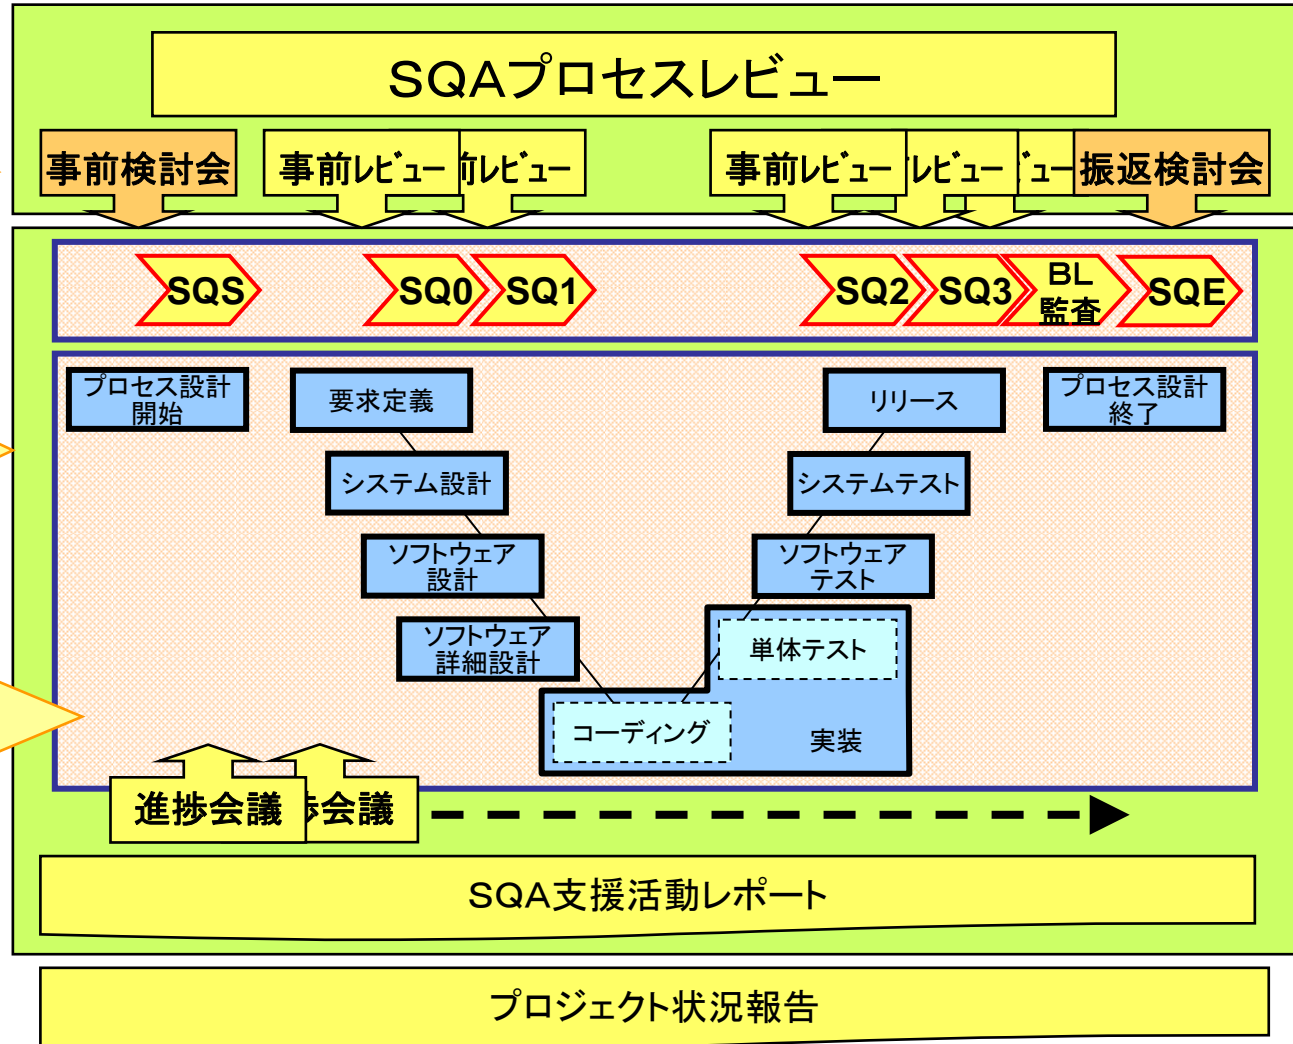 SQAプロセスレビュー
事前検討会
事前レビュー
前レビュー
事前レビュー
レビュー
ビュー
振返検討会
SQS
SQ0
SQ1
SQ2
SQ3
BL
監査
SQE
プロセス設計
開始
要求定義
リリース
プロセス設計
終了
システム設計
システムテスト
ソフトウェア
設計
ソフトウェア
テスト
ソフトウェア
詳細設計
単体テスト
コーディング
実装
進捗会議
会議
SQA支援活動レポート
プロジェクト状況報告